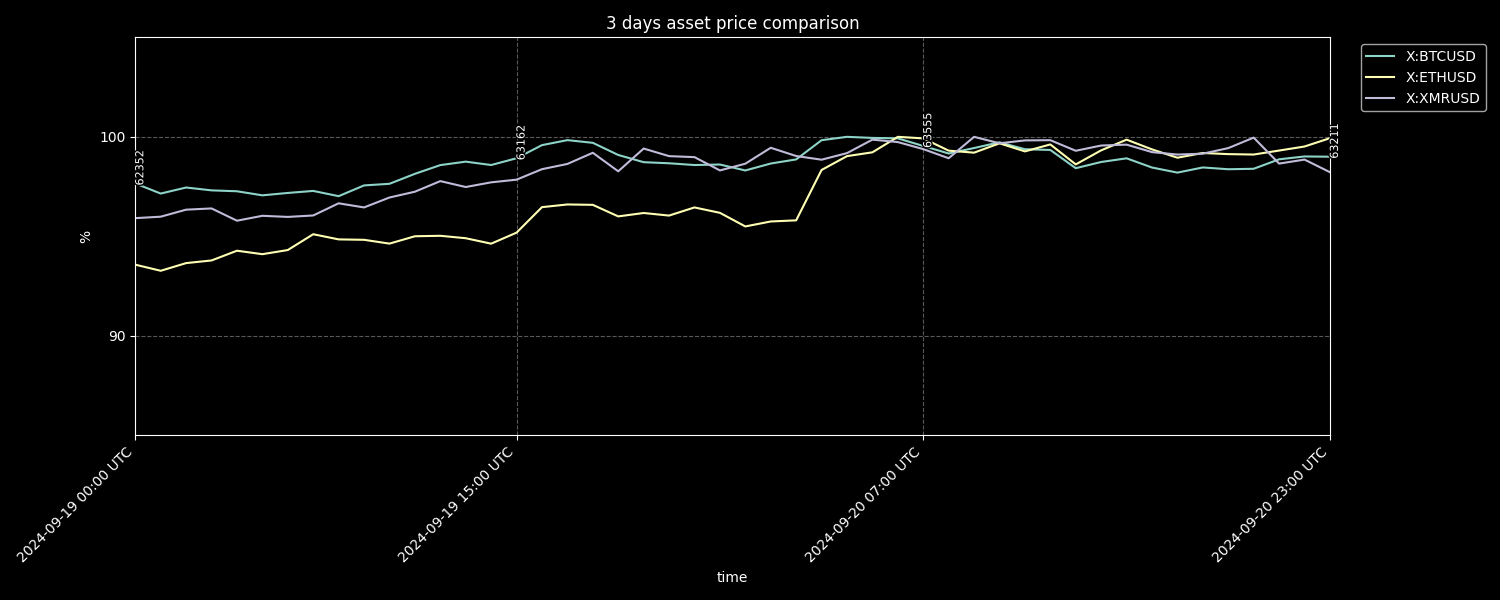 3 days asset price comparison
X:BTCUSD
X:ETHUSD
X:XMRUSD
100
90
%
62352
63162
63555
63211
2024-09-19 00:00 UTC
2024-09-19 15:00 UTC
2024-09-20 07:00 UTC
2024-09-20 23:00 UTC
time